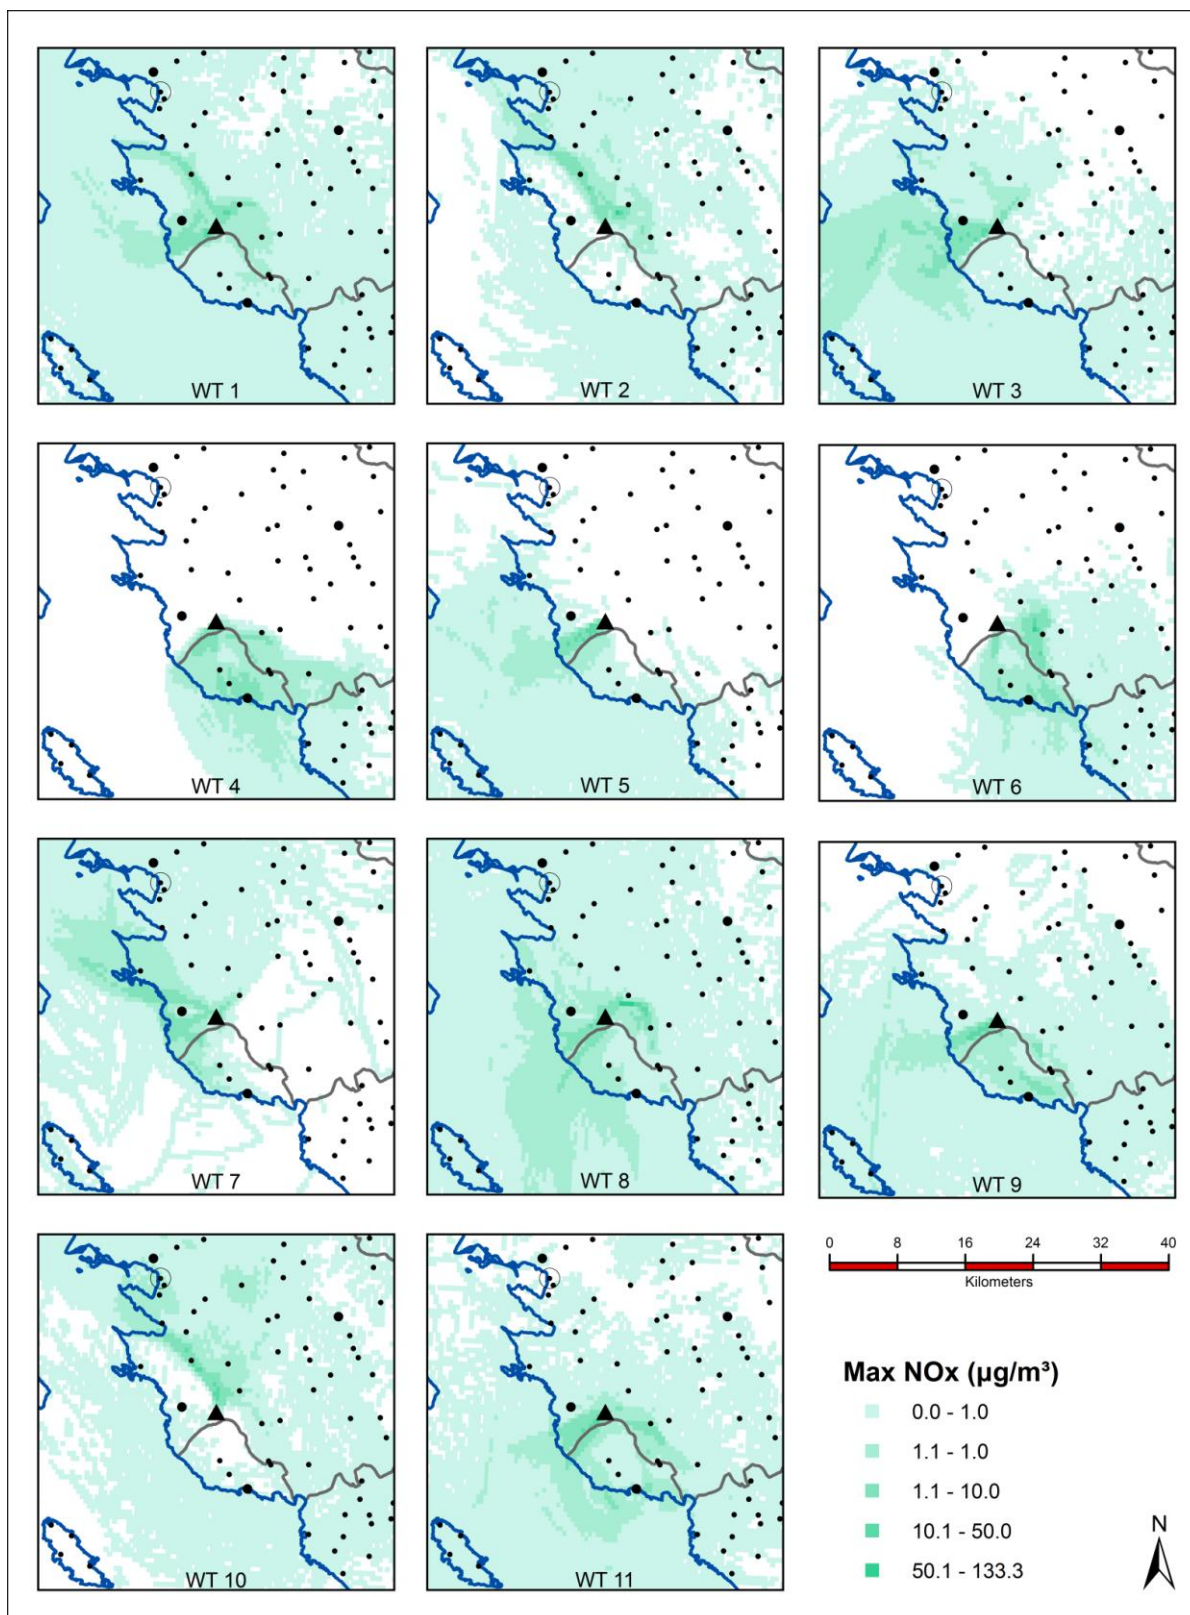 WT 1
WT 2
WT 3
WT 4
WT 5
WT 6
WT 7
WT 8
WT 9
WT 10
WT 11
0 8 16 24 32 40
Kilometers
Max NOx (µg/m³)
0.0 - 1.0
1.1 - 1.0
1.1 - 10.0
10.1 - 50.0
50.1 - 133.3
N